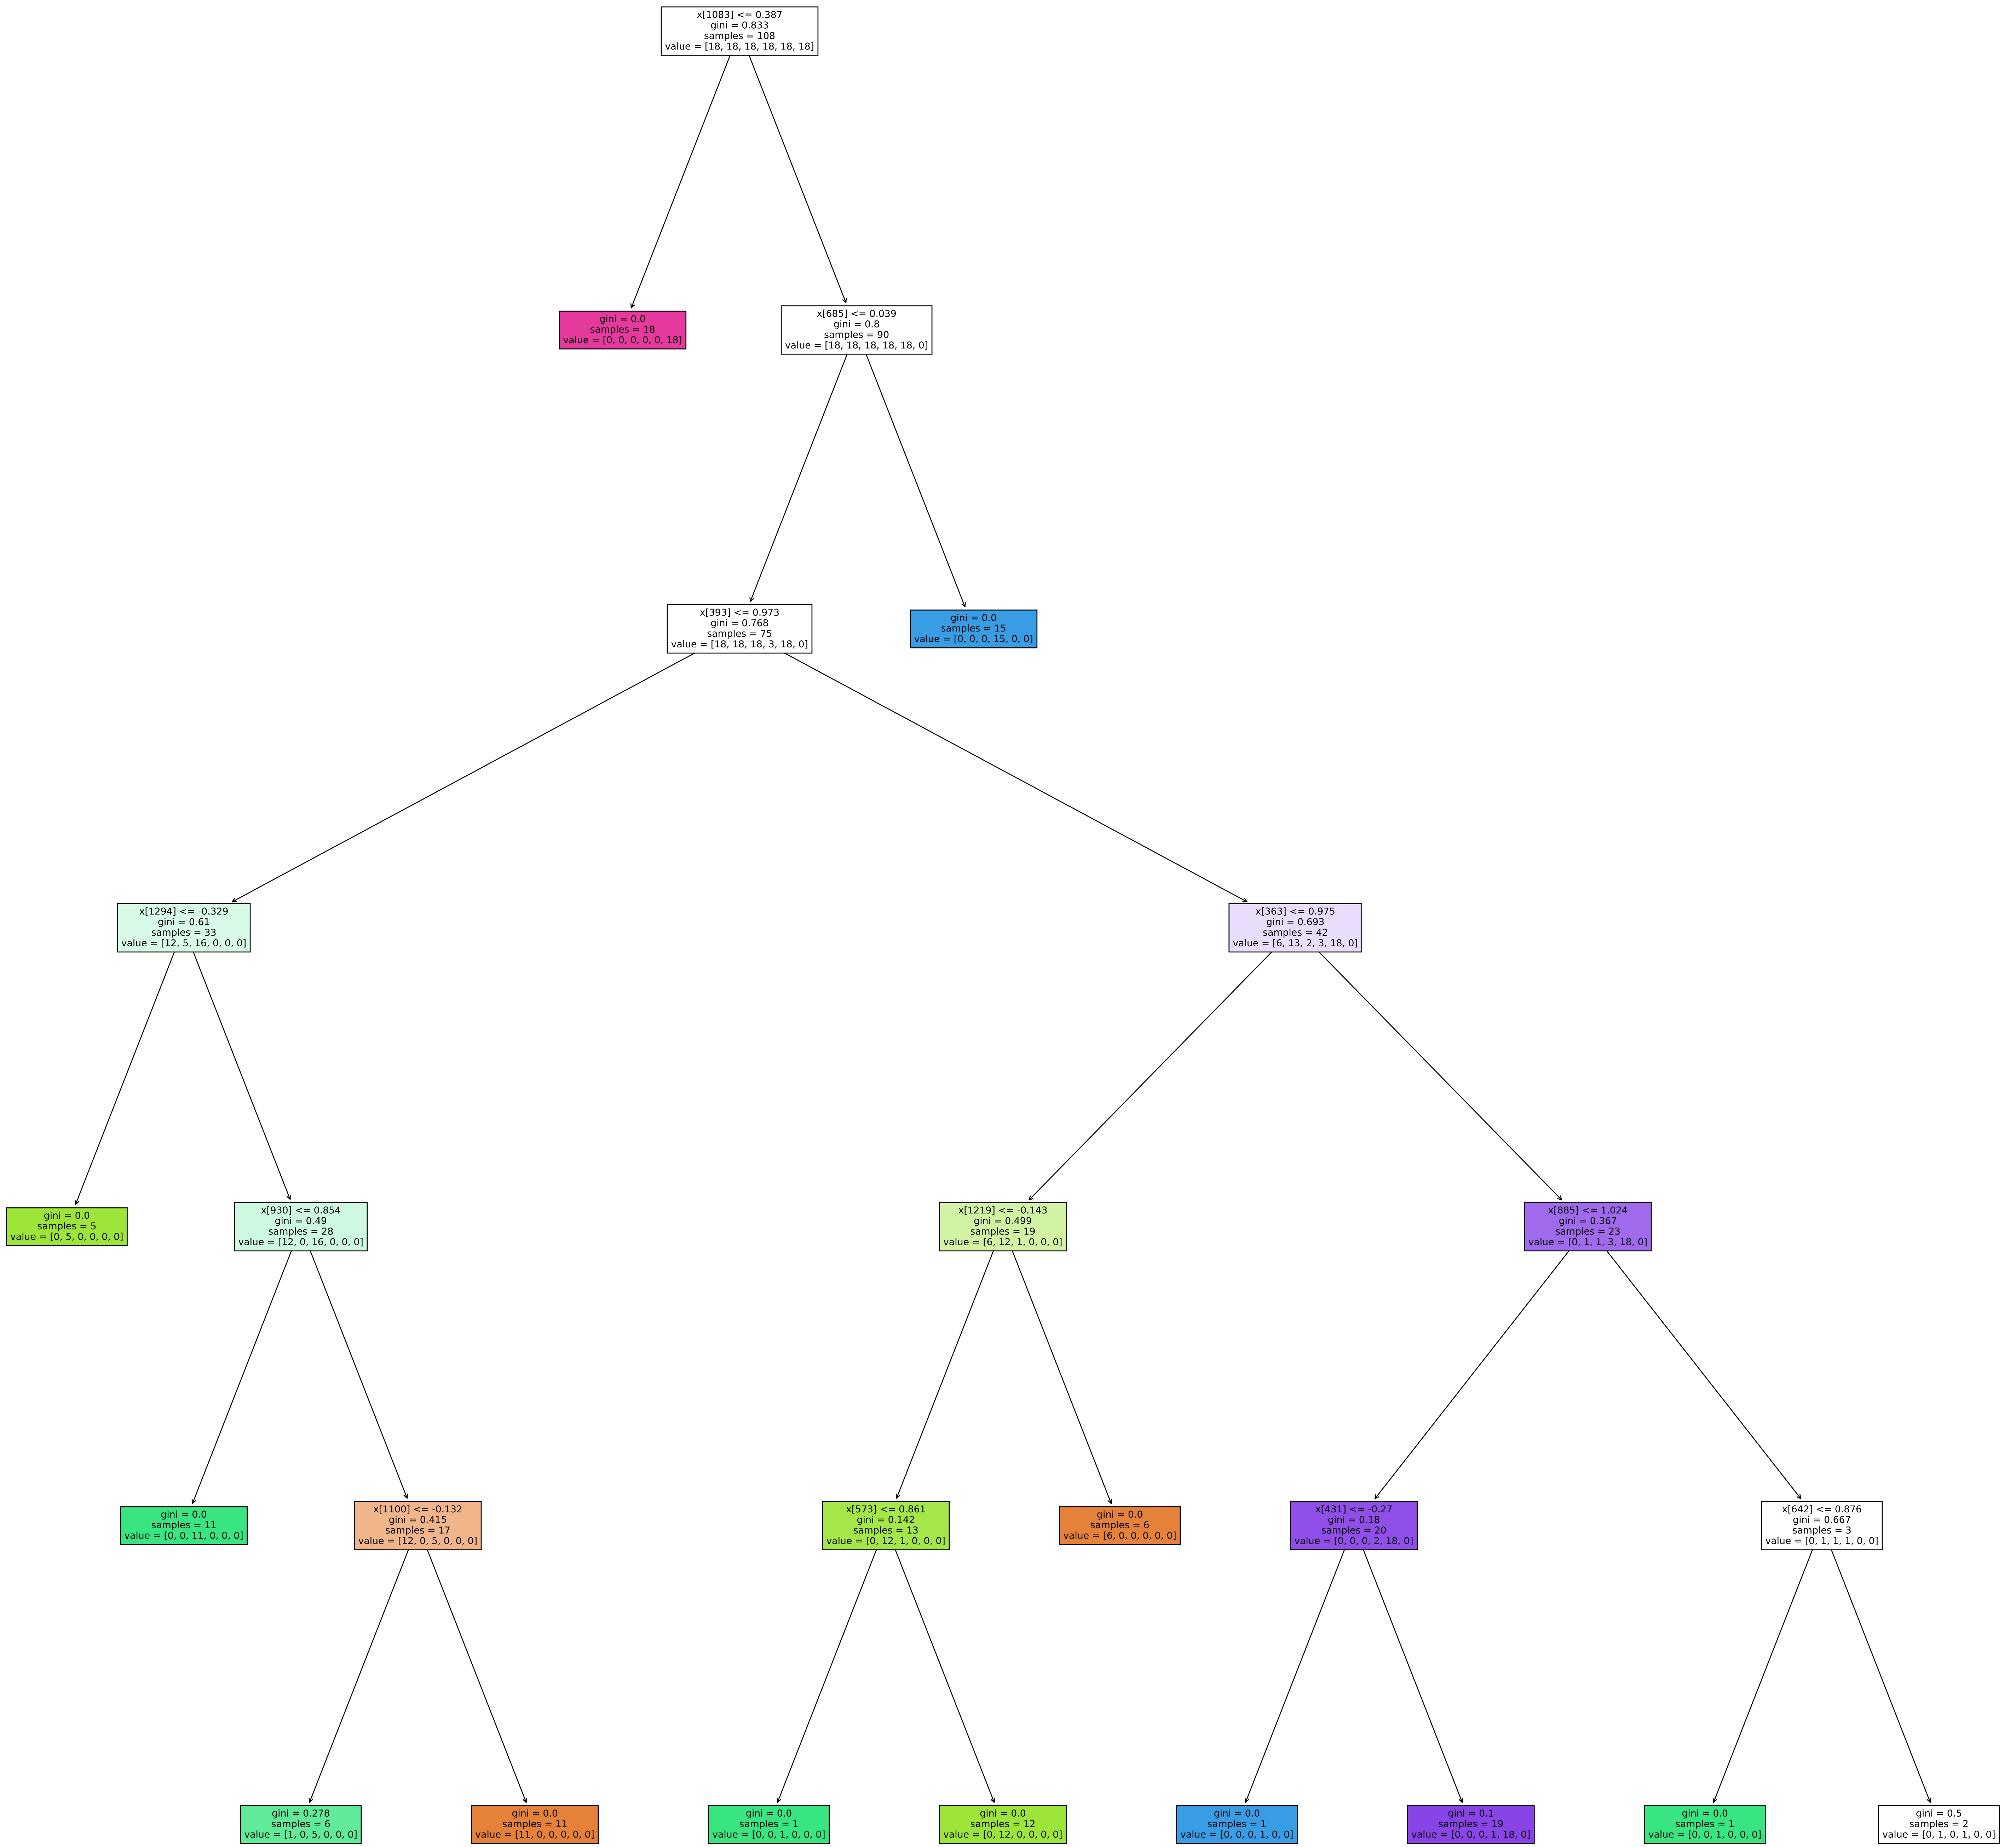 x[1083] <= 0.387
gini = 0.833
samples = 108
value = [18, 18, 18, 18, 18, 18]
gini = 0.0
samples = 18
value = [0, 0, 0, 0, 0, 18]
x[685] <= 0.039
gini = 0.8
samples = 90
value = [18, 18, 18, 18, 18, 0]
x[393] <= 0.973
gini = 0.768
samples = 75
value = [18, 18, 18, 3, 18, 0]
gini = 0.0
samples = 15
value = [0, 0, 0, 15, 0, 0]
x[1294] <= -0.329
gini = 0.61
samples = 33
value = [12, 5, 16, 0, 0, 0]
x[363] <= 0.975
gini = 0.693
samples = 42
value = [6, 13, 2, 3, 18, 0]
gini = 0.0
samples = 5
value = [0, 5, 0, 0, 0, 0]
x[930] <= 0.854
gini = 0.49
samples = 28
value = [12, 0, 16, 0, 0, 0]
x[1219] <= -0.143
gini = 0.499
samples = 19
value = [6, 12, 1, 0, 0, 0]
x[885] <= 1.024
gini = 0.367
samples = 23
value = [0, 1, 1, 3, 18, 0]
gini = 0.0
samples = 11
value = [0, 0, 11, 0, 0, 0]
x[1100] <= -0.132
gini = 0.415
samples = 17
value = [12, 0, 5, 0, 0, 0]
x[573] <= 0.861
gini = 0.142
samples = 13
value = [0, 12, 1, 0, 0, 0]
gini = 0.0
samples = 6
value = [6, 0, 0, 0, 0, 0]
x[431] <= -0.27
gini = 0.18
samples = 20
value = [0, 0, 0, 2, 18, 0]
x[642] <= 0.876
gini = 0.667
samples = 3
value = [0, 1, 1, 1, 0, 0]
gini = 0.278
samples = 6
value = [1, 0, 5, 0, 0, 0]
gini = 0.0
samples = 11
value = [11, 0, 0, 0, 0, 0]
gini = 0.0
samples = 1
value = [0, 0, 1, 0, 0, 0]
gini = 0.0
samples = 12
value = [0, 12, 0, 0, 0, 0]
gini = 0.0
samples = 1
value = [0, 0, 0, 1, 0, 0]
gini = 0.1
samples = 19
value = [0, 0, 0, 1, 18, 0]
gini = 0.0
samples = 1
value = [0, 0, 1, 0, 0, 0]
gini = 0.5
samples = 2
value = [0, 1, 0, 1, 0, 0]